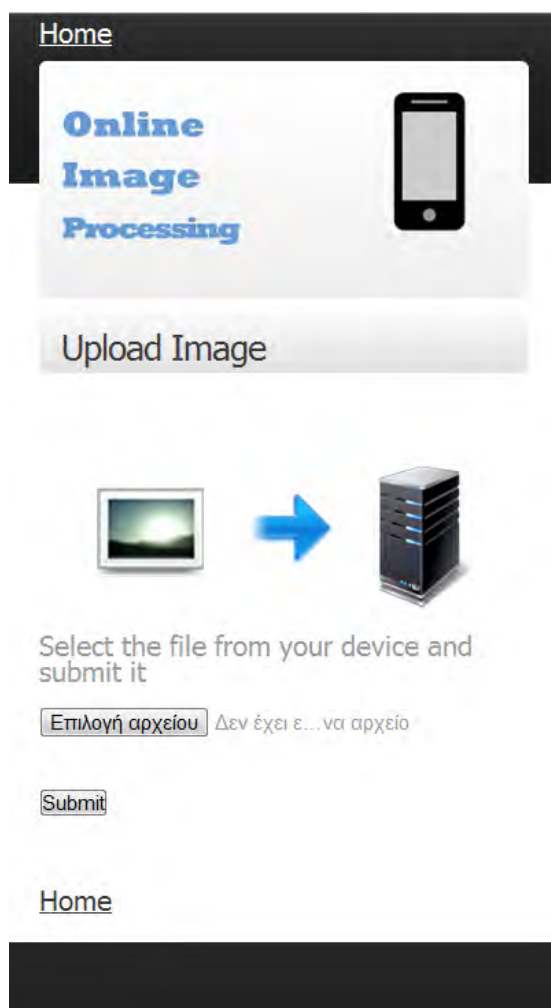 Home
Online
Image
Processing
Upload Image
Select the file from your device and
submit it
Επιλογή αρχείου Δεν έχει ε...να αρχείο
Submit
Home